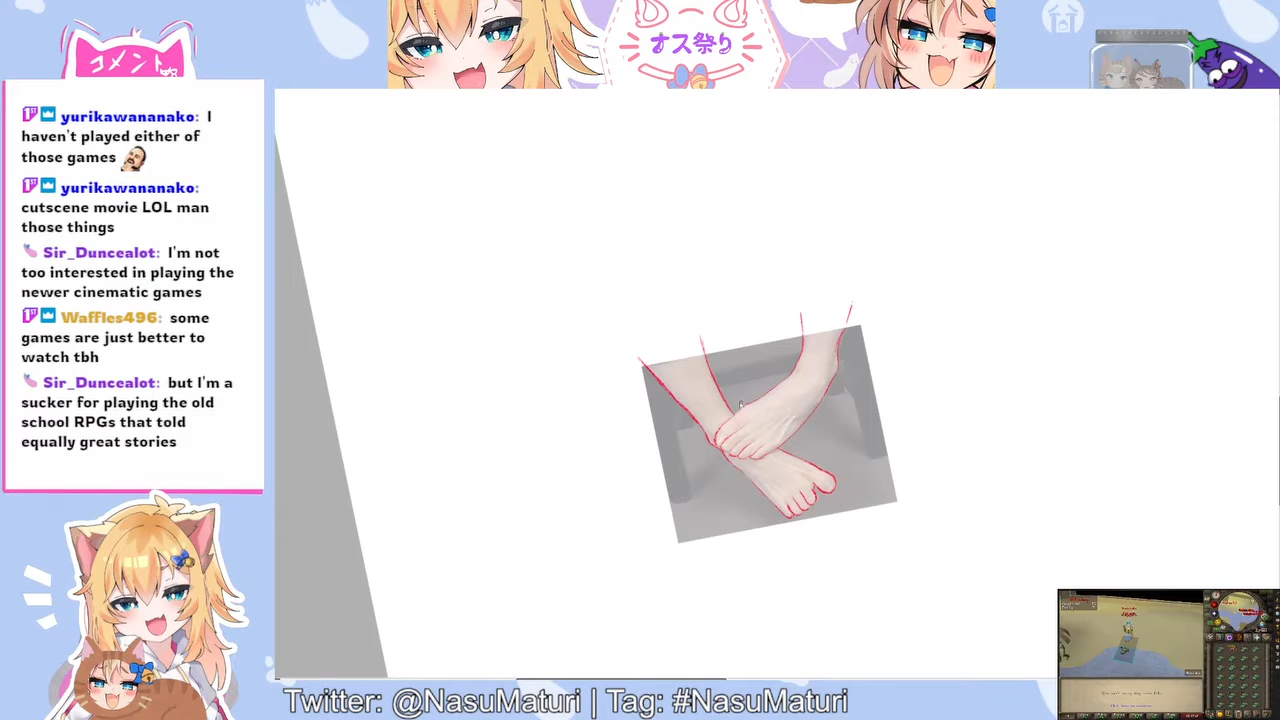 コメント
ナス祭り
yurikawananako: I
haven't played either of
those games
yurikawananako:
cutscene movie LOL man
those things
Sir_Duncealot: I'm not
too interested in playing the
newer cinematic games
Waffles496: some
games are just better to
watch tbh
Sir_Duncealot: but I'm a
sucker for playing the old
school RPGs that told
equally great stories
Twitter: @NasuMaturi | Tag: #NasuMaturi